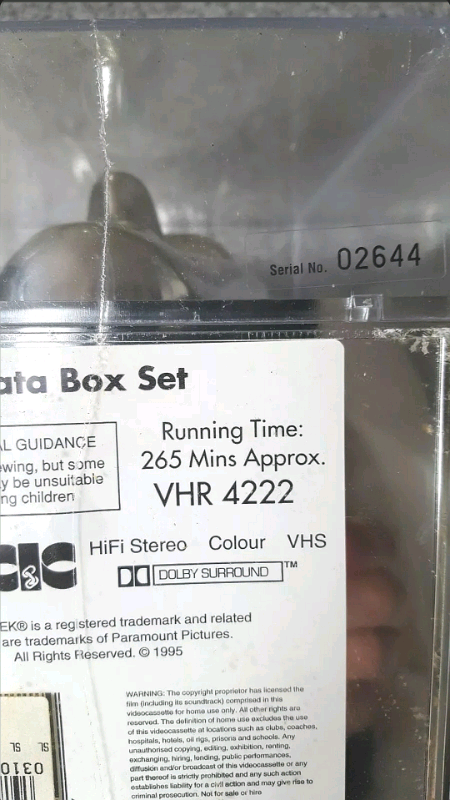 Serial No. 02644
ata Box Set
L GUIDANCE
ewing, but some
y be unsuitable
ng children
Running Time:
265 Mins Approx.
VHR 4222
CIC
HiFi Stereo Colour VHS
DOLBY SURROUND TM
EK® is a registered trademark and related
are trademarks of Paramount Pictures.
All Rights Reserved. © 1995
WARNING: The copyright proprietor has licensed the
film (including its soundtrack) comprised in this
videocassette for home use only. All other rights are
reserved. The definition of home use excludes the use
of this videocassette at locations such as clubs, coaches,
hospitals, hotels, oil rigs, prisons and schools. Any
unauthorised copying, editing, exhibition, renting,
exchanging, hiring, lending, public performances,
diffusion and/or broadcast of this videocassette or any
part thereof is strictly prohibited and any such action
establishes liability for a civil action and may give rise to
criminal prosecution. Not for sale or hire
SL SL
0310